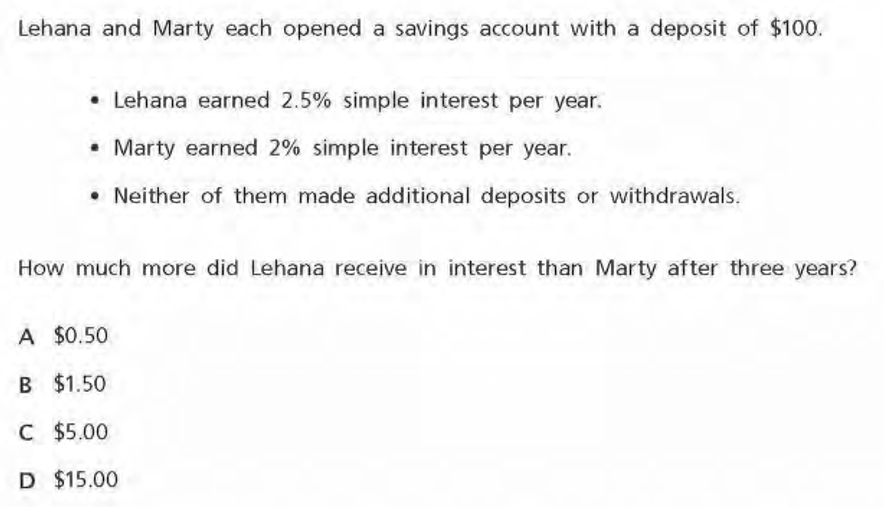 Lehana and Marty each opened a savings account with a deposit of $100.
• Lehana earned 2.5% simple interest per year.
• Marty earned 2% simple interest per year.
• Neither of them made additional deposits or withdrawals.
How much more did Lehana receive in interest than Marty after three years?
A $0.50
B $1.50
C $5.00
D $15.00